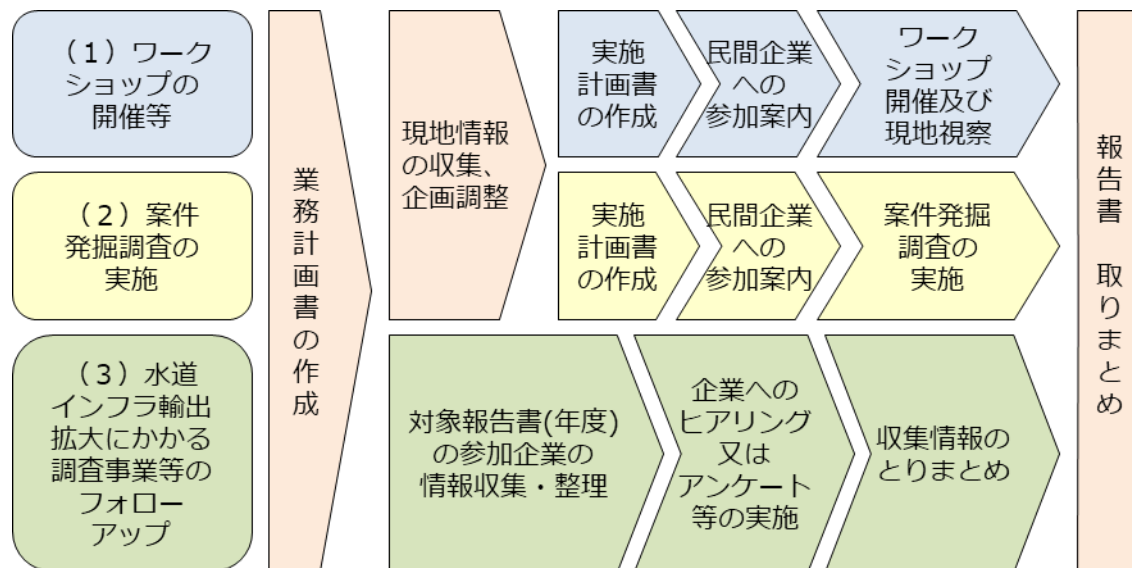 （１）ワーク
ショップの
開催等
（２）案件
発掘調査の
実施
（３）水道
インフラ輸出
拡大にかかる
調査事業等の
フォロー
アップ
業務計画書の作成
現地情報
の収集、
企画調整
実施
計画書
の作成
民間企業
への
参加案内
ワーク
ショップ
開催及び
現地視察
実施
計画書
の作成
民間企業
への
参加案内
案件発掘
調査の
実施
対象報告書(年度)
の参加企業の
情報収集・整理
企業への
ヒアリング
又は
アンケート
等の実施
収集情報の
とりまとめ
報告書　取りまとめ